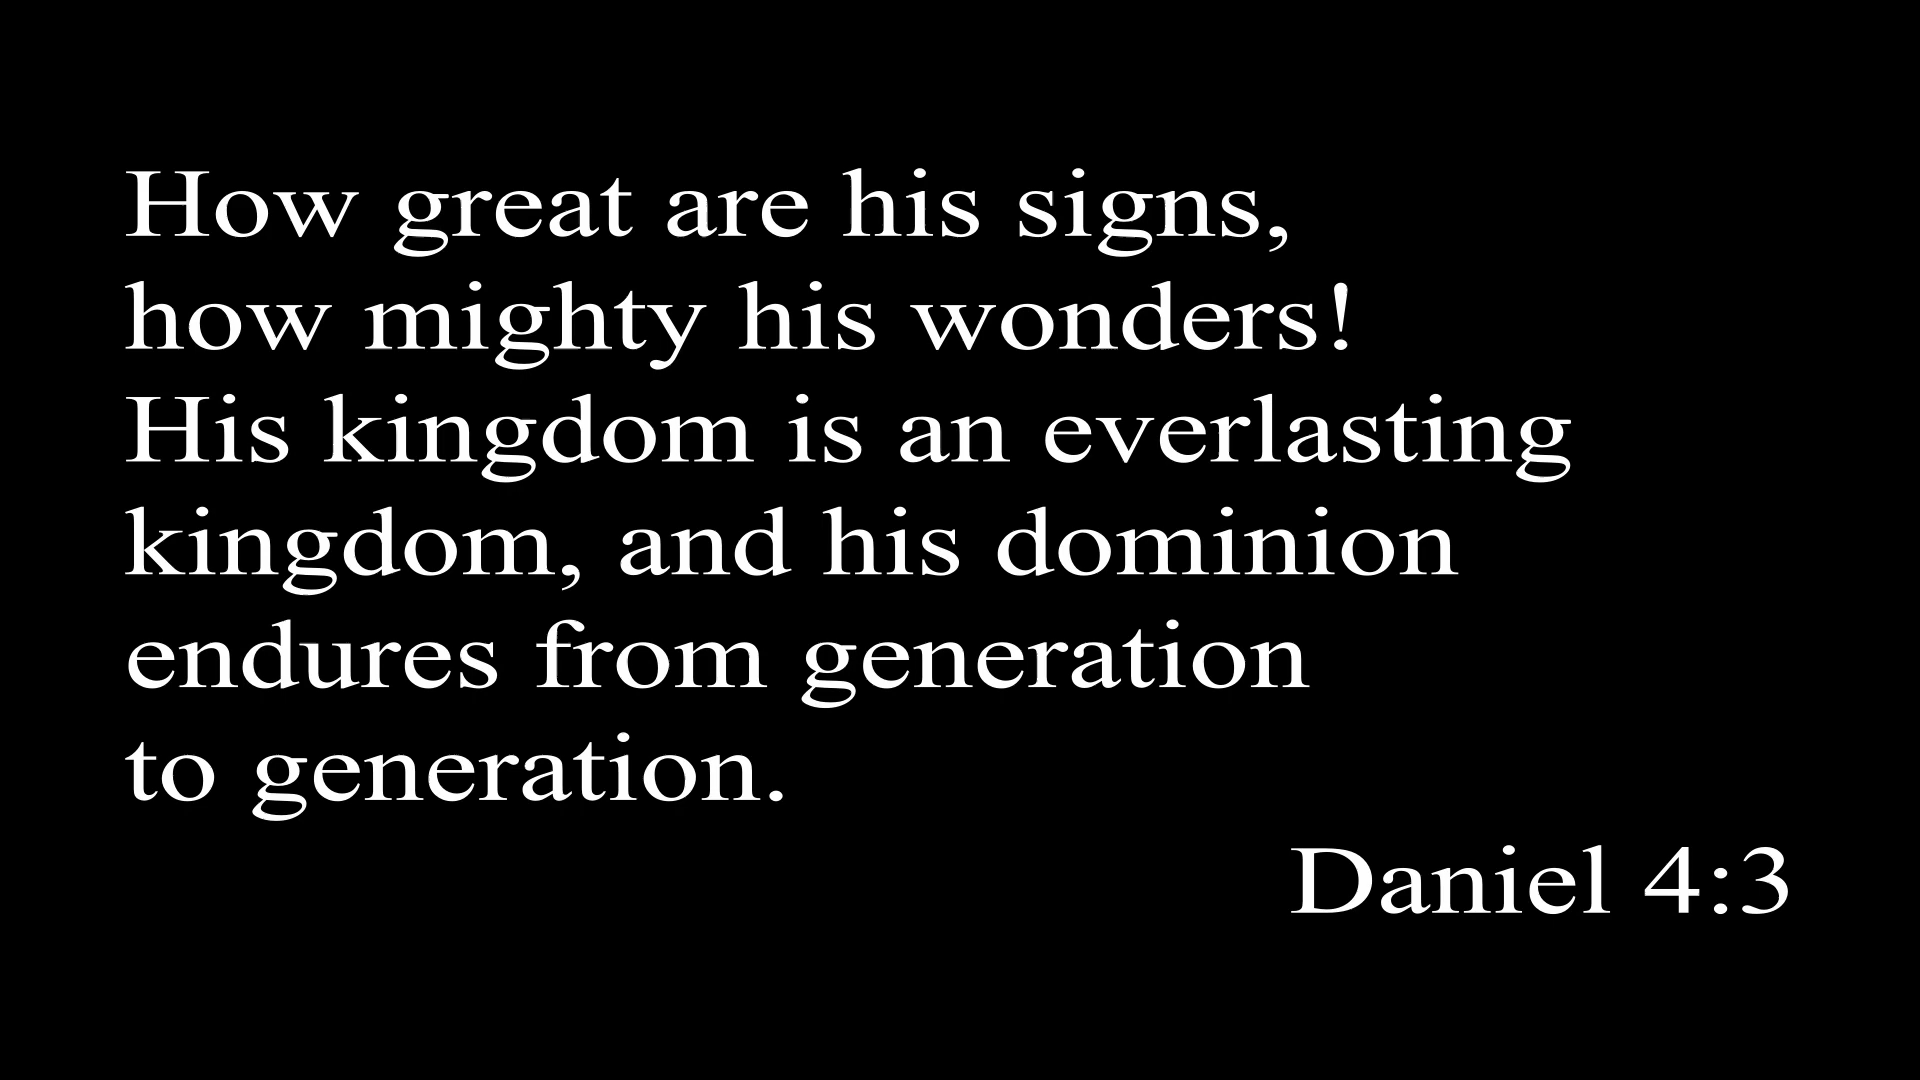 How great are his signs,
how mighty his wonders!
His kingdom is an everlasting
kingdom, and his dominion
endures from generation
to generation.
Daniel 4:3